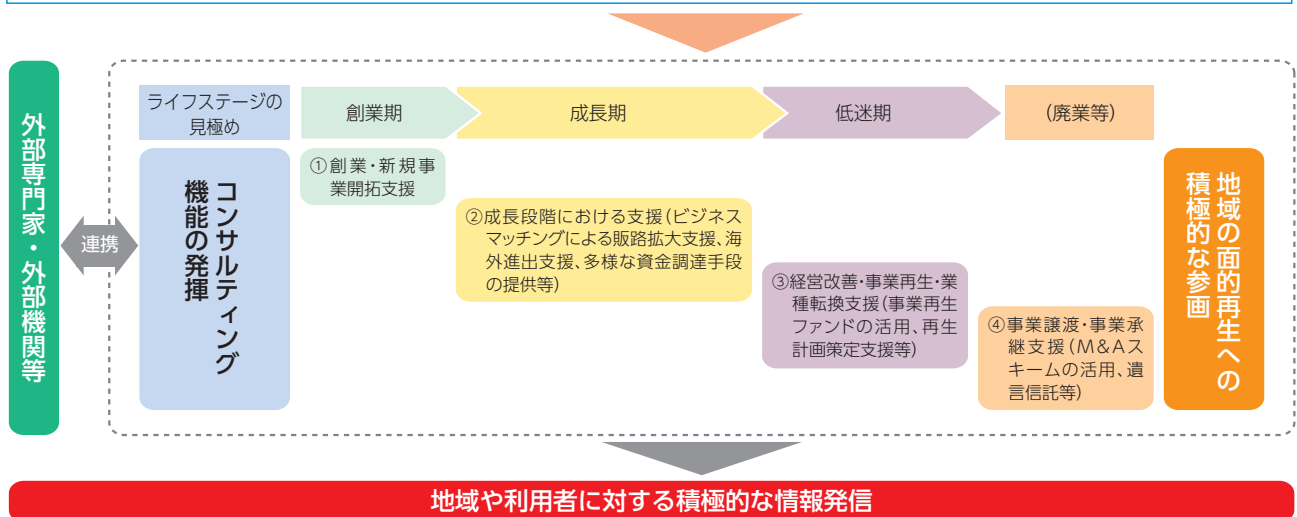 外部専門家・外部機関等
連携
ライフステージの
見極め
コンサルティング
機能の発揮
創業期
①創業・新規事
業開拓支援
成長期
②成長段階における支援(ビジネス
マッチングによる販路拡大支援、海
外進出支援、多様な資金調達手段
の提供等)
低迷期
③経営改善・事業再生・業
種転換支援(事業再生
ファンドの活用、再生
計画策定支援等)
(廃業等)
④事業譲渡・事業承
継支援(M&Aス
キームの活用、遺
言信託等)
地域の面的再生への
積極的な参画
地域や利用者に対する積極的な情報発信